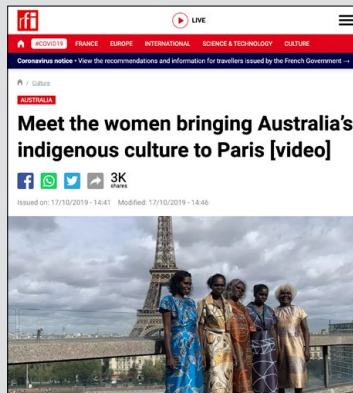 rfi
LIVE
#COVID19 FRANCE EUROPE INTERNATIONAL SCIENCE & TECHNOLOGY CULTURE
Coronavirus notice • View the recommendations and information for travellers issued by the French Government →
/ Culture
AUSTRALIA
Meet the women bringing Australia's
indigenous culture to Paris [video]
3K
shares
Issued on: 17/10/2019 - 14:41 Modified: 17/10/2019 - 14:46